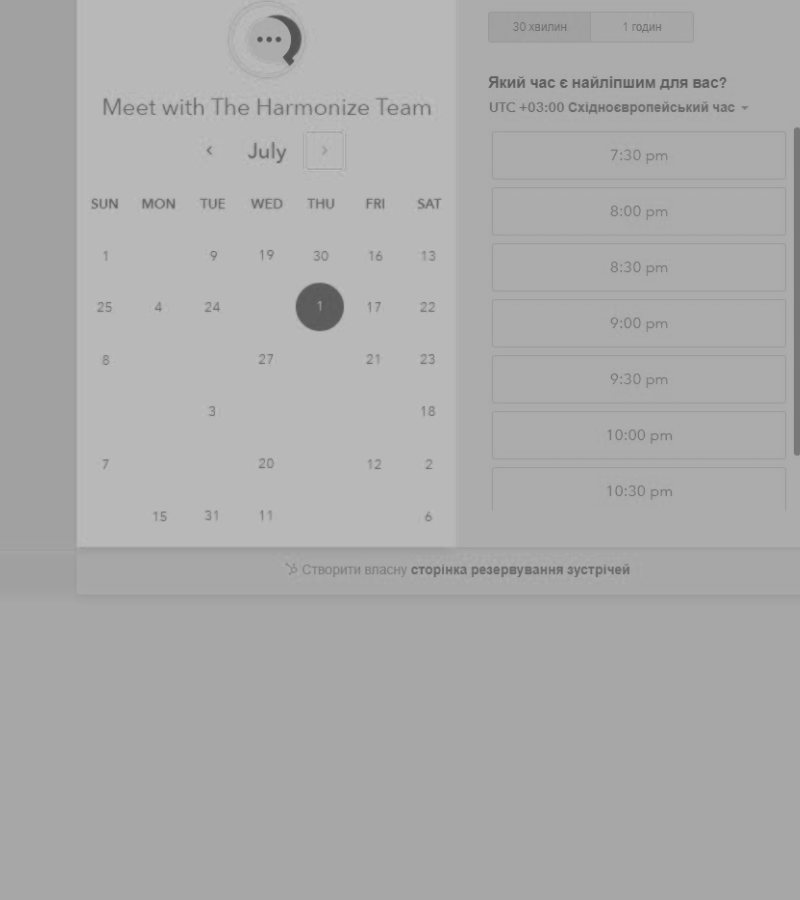 Meet with The Harmonize Team
July
SUN MON TUE WED THU FRI SAT
1 9 19 30 16 13
25 4 24 1 17 22
8 27 21 23
3 18
7 20 12 2
15 31 11 6
30 хвилин 1 годин
Який час є найліпшим для вас?
UTC +03:00 Східноєвропейський час
7:30 pm
8:00 pm
8:30 pm
9:00 pm
9:30 pm
10:00 pm
10:30 pm
Створити власну сторінка резервування зустрічей